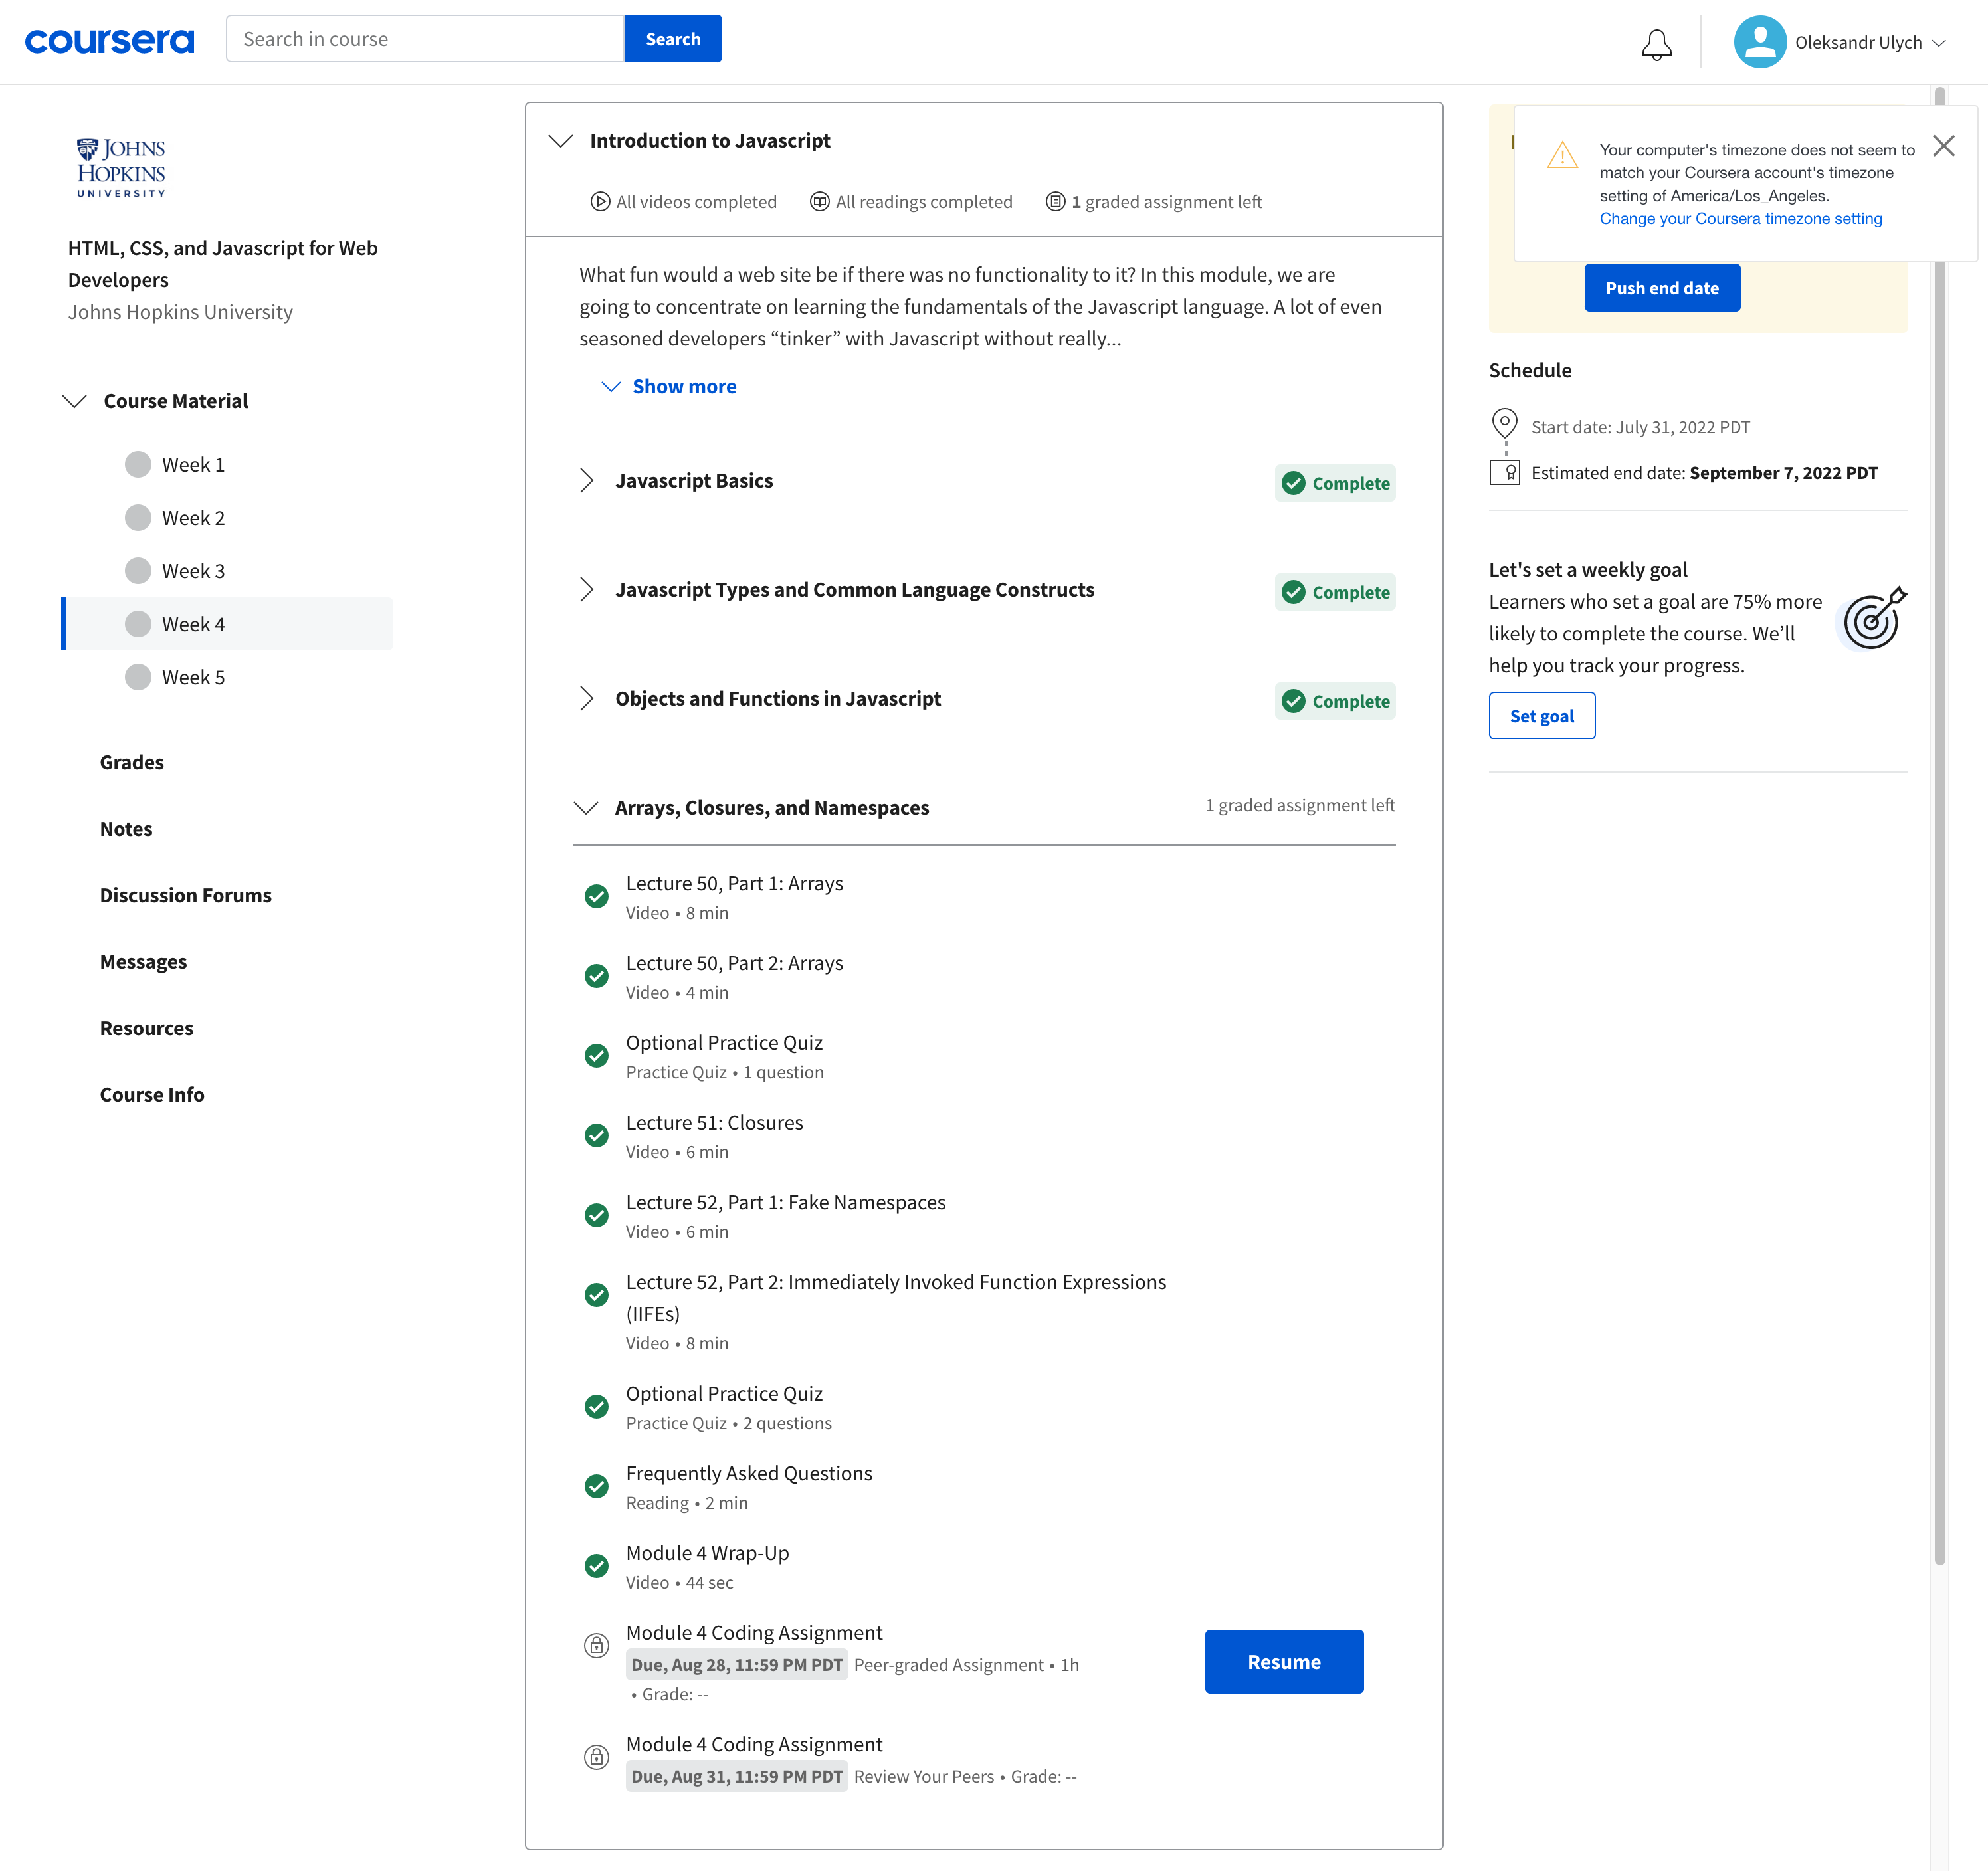 coursera
Search in course
Search
Oleksandr Ulych
JOHNS
HOPKINS
UNIVERSITY
HTML, CSS, and Javascript for Web
Developers
Johns Hopkins University
Course Material
Week 1
Week 2
Week 3
Week 4
Week 5
Grades
Notes
Discussion Forums
Messages
Resources
Course Info
Introduction to Javascript
All videos completed
All readings completed
1 graded assignment left
What fun would a web site be if there was no functionality to it? In this module, we are
going to concentrate on learning the fundamentals of the Javascript language. A lot of even
seasoned developers “tinker” with Javascript without really...
Show more
Javascript Basics
Complete
Javascript Types and Common Language Constructs
Complete
Objects and Functions in Javascript
Complete
Arrays, Closures, and Namespaces
1 graded assignment left
Lecture 50, Part 1: Arrays
Video • 8 min
Lecture 50, Part 2: Arrays
Video • 4 min
Optional Practice Quiz
Practice Quiz • 1 question
Lecture 51: Closures
Video • 6 min
Lecture 52, Part 1: Fake Namespaces
Video • 6 min
Lecture 52, Part 2: Immediately Invoked Function Expressions
(IIFEs)
Video • 8 min
Optional Practice Quiz
Practice Quiz • 2 questions
Frequently Asked Questions
Reading • 2 min
Module 4 Wrap-Up
Video • 44 sec
Module 4 Coding Assignment
Due, Aug 28, 11:59 PM PDT Peer-graded Assignment • 1h
• Grade: --
Resume
Module 4 Coding Assignment
Due, Aug 31, 11:59 PM PDT Review Your Peers • Grade: --
Your computer's timezone does not seem to
match your Coursera account's timezone
setting of America/Los_Angeles.
Change your Coursera timezone setting
Push end date
Schedule
Start date: July 31, 2022 PDT
Estimated end date: September 7, 2022 PDT
Let's set a weekly goal
Learners who set a goal are 75% more
likely to complete the course. We’ll
help you track your progress.
Set goal